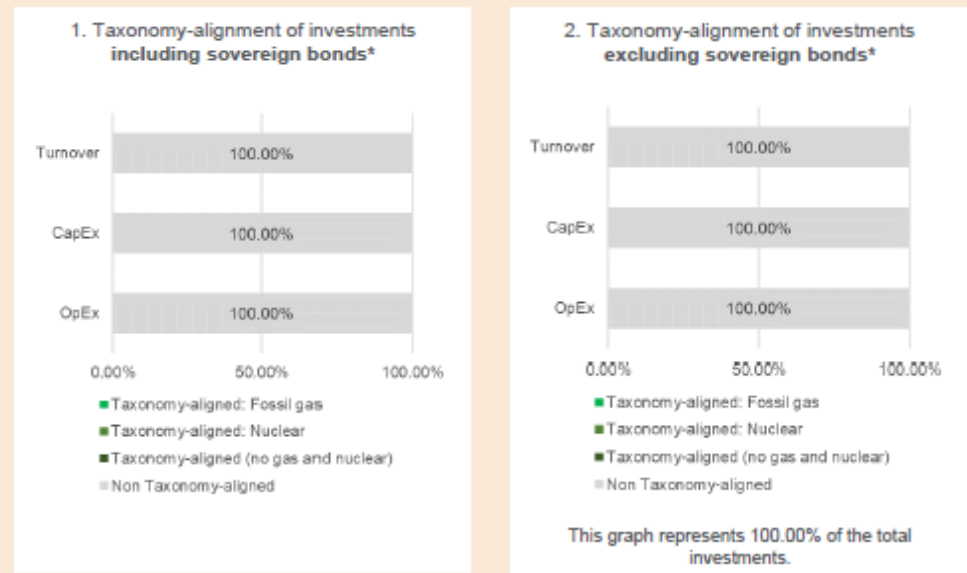 1. Taxonomy-alignment of investments
including sovereign bonds*
Turnover
100.00%
CapEx
100.00%
OpEx
100.00%
0.00%
50.00%
100.00%
Taxonomy-aligned: Fossil gas
Taxonomy-aligned: Nuclear
Taxonomy-aligned (no gas and nuclear)
Non Taxonomy-aligned
2. Taxonomy-alignment of investments
excluding sovereign bonds*
Turnover
100.00%
CapEx
100.00%
OpEx
100.00%
0.00%
50.00%
100.00%
Taxonomy-aligned: Fossil gas
Taxonomy-aligned: Nuclear
Taxonomy-aligned (no gas and nuclear)
Non Taxonomy-aligned
This graph represents 100.00% of the total
investments.